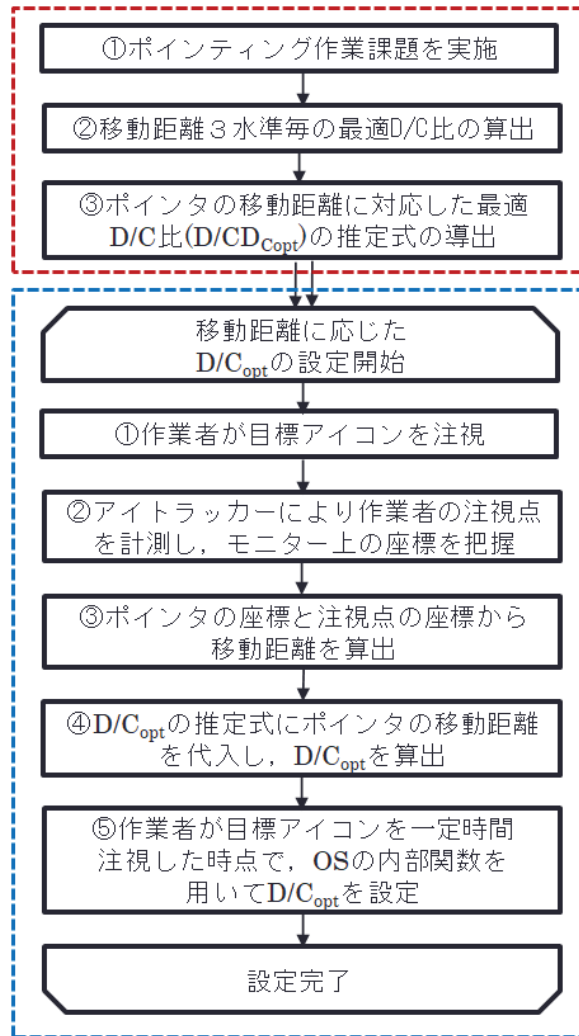 ①ポインティング作業課題を実施
②移動距離３水準毎の最適D/C比の算出
③ポインタの移動距離に対応した最適
D/C比(D/CD_Copt)の推定式の導出
移動距離に応じた
D/C_optの設定開始
①作業者が目標アイコンを注視
②アイトラッカーにより作業者の注視点
を計測し，モニター上の座標を把握
③ポインタの座標と注視点の座標から
移動距離を算出
④D/C_optの推定式にポインタの移動距離
を代入し，D/C_optを算出
⑤作業者が目標アイコンを一定時間
注視した時点で，OSの内部関数を
用いてD/C_optを設定
設定完了